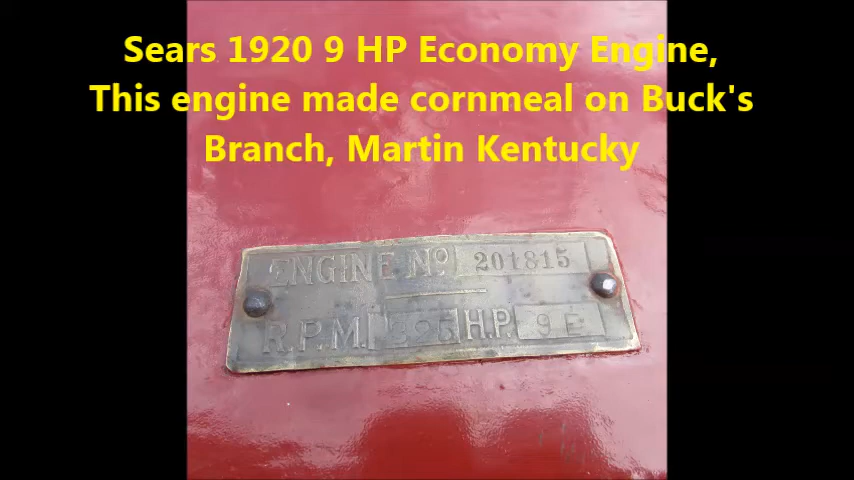 Sears 1920 9 HP Economy Engine,
This engine made cornmeal on Buck's
Branch, Martin Kentucky
ENGINE No 201815
R.P.M. 325 H.P. 9 E